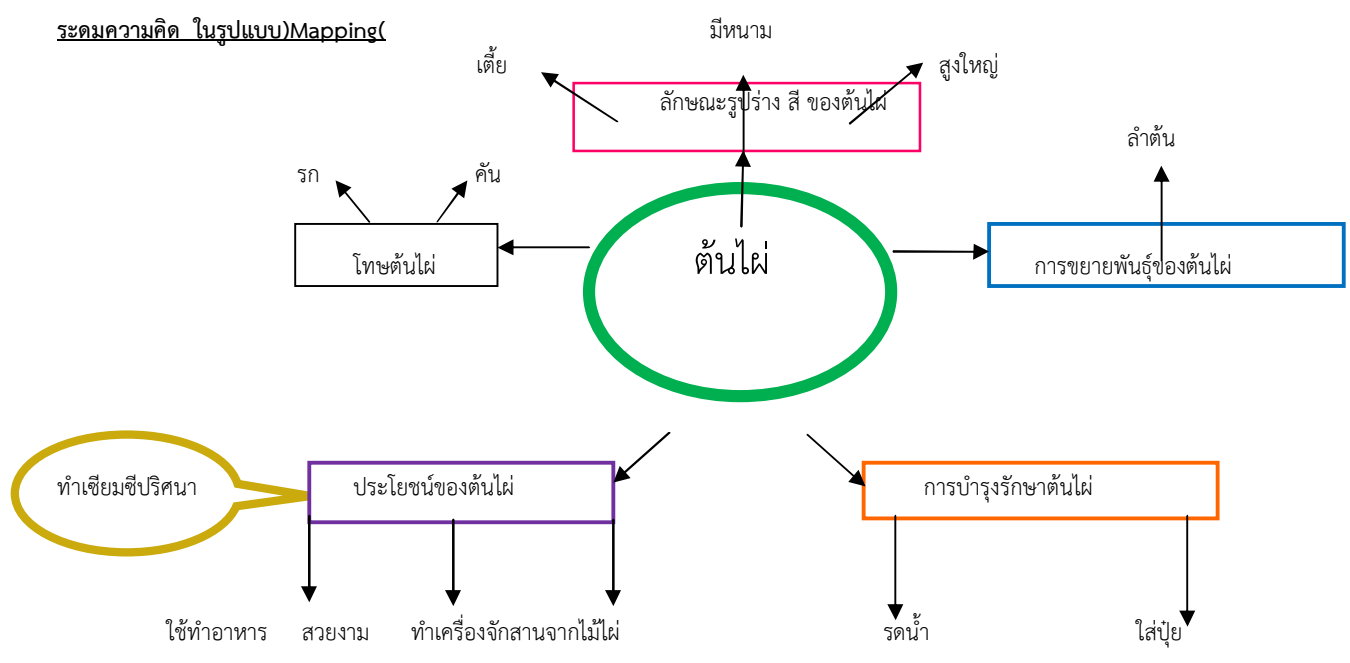 ระดมความคิด ในรูปแบบ)Mapping(
มีหนาม
เตี้ย
สูงใหญ่
ลักษณะรูปร่าง สี ของต้นไผ่
ลำต้น
รก
คัน
ต้นไผ่
โทษต้นไผ่
การขยายพันธุ์ของต้นไผ่
ทำเซียมซีปริศนา
ประโยชน์ของต้นไผ่
การบำรุงรักษาต้นไผ่
ใช้ทำอาหาร สวยงาม ทำเครื่องจักสานจากไม้ไผ่
รดน้ำ
ใส่ปุ๋ย